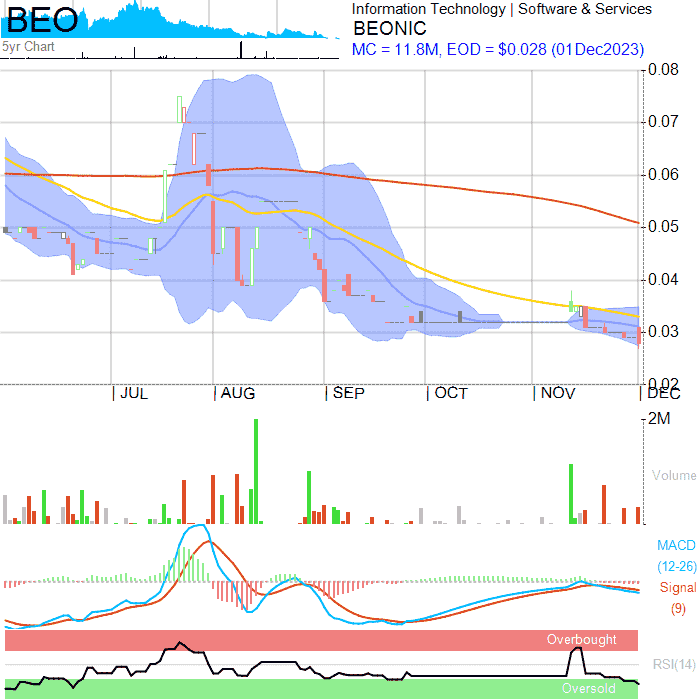 BEO
5yr Chart
Information Technology | Software & Services
BEONIC
MC = 11.8M, EOD = $0.028 (01Dec2023)
0.08
0.07
0.06
0.05
0.04
0.03
0.02
JUL AUG SEP OCT NOV DEC
2M
Volume
MACD
(12-26)
Signal
(9)
Overbought
RSI(14)
Oversold